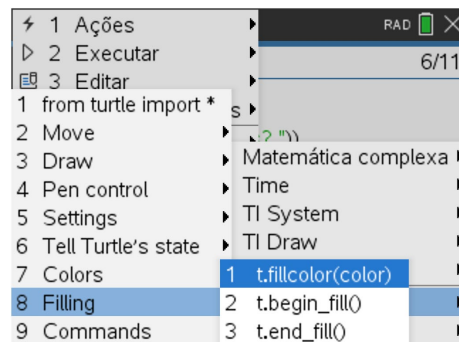 1 Ações
RAD
2 Executar
6/11
3 Editar
1 from turtle import *
s
2 Move
?"))
3 Draw
Matemática complexa
4 Pen control
Time
5 Settings
TI System
6 Tell Turtle's state
TI Draw
7 Colors
1 t.fillcolor(color)
8 Filling
2 t.begin_fill()
9 Commands
3 t.end_fill()